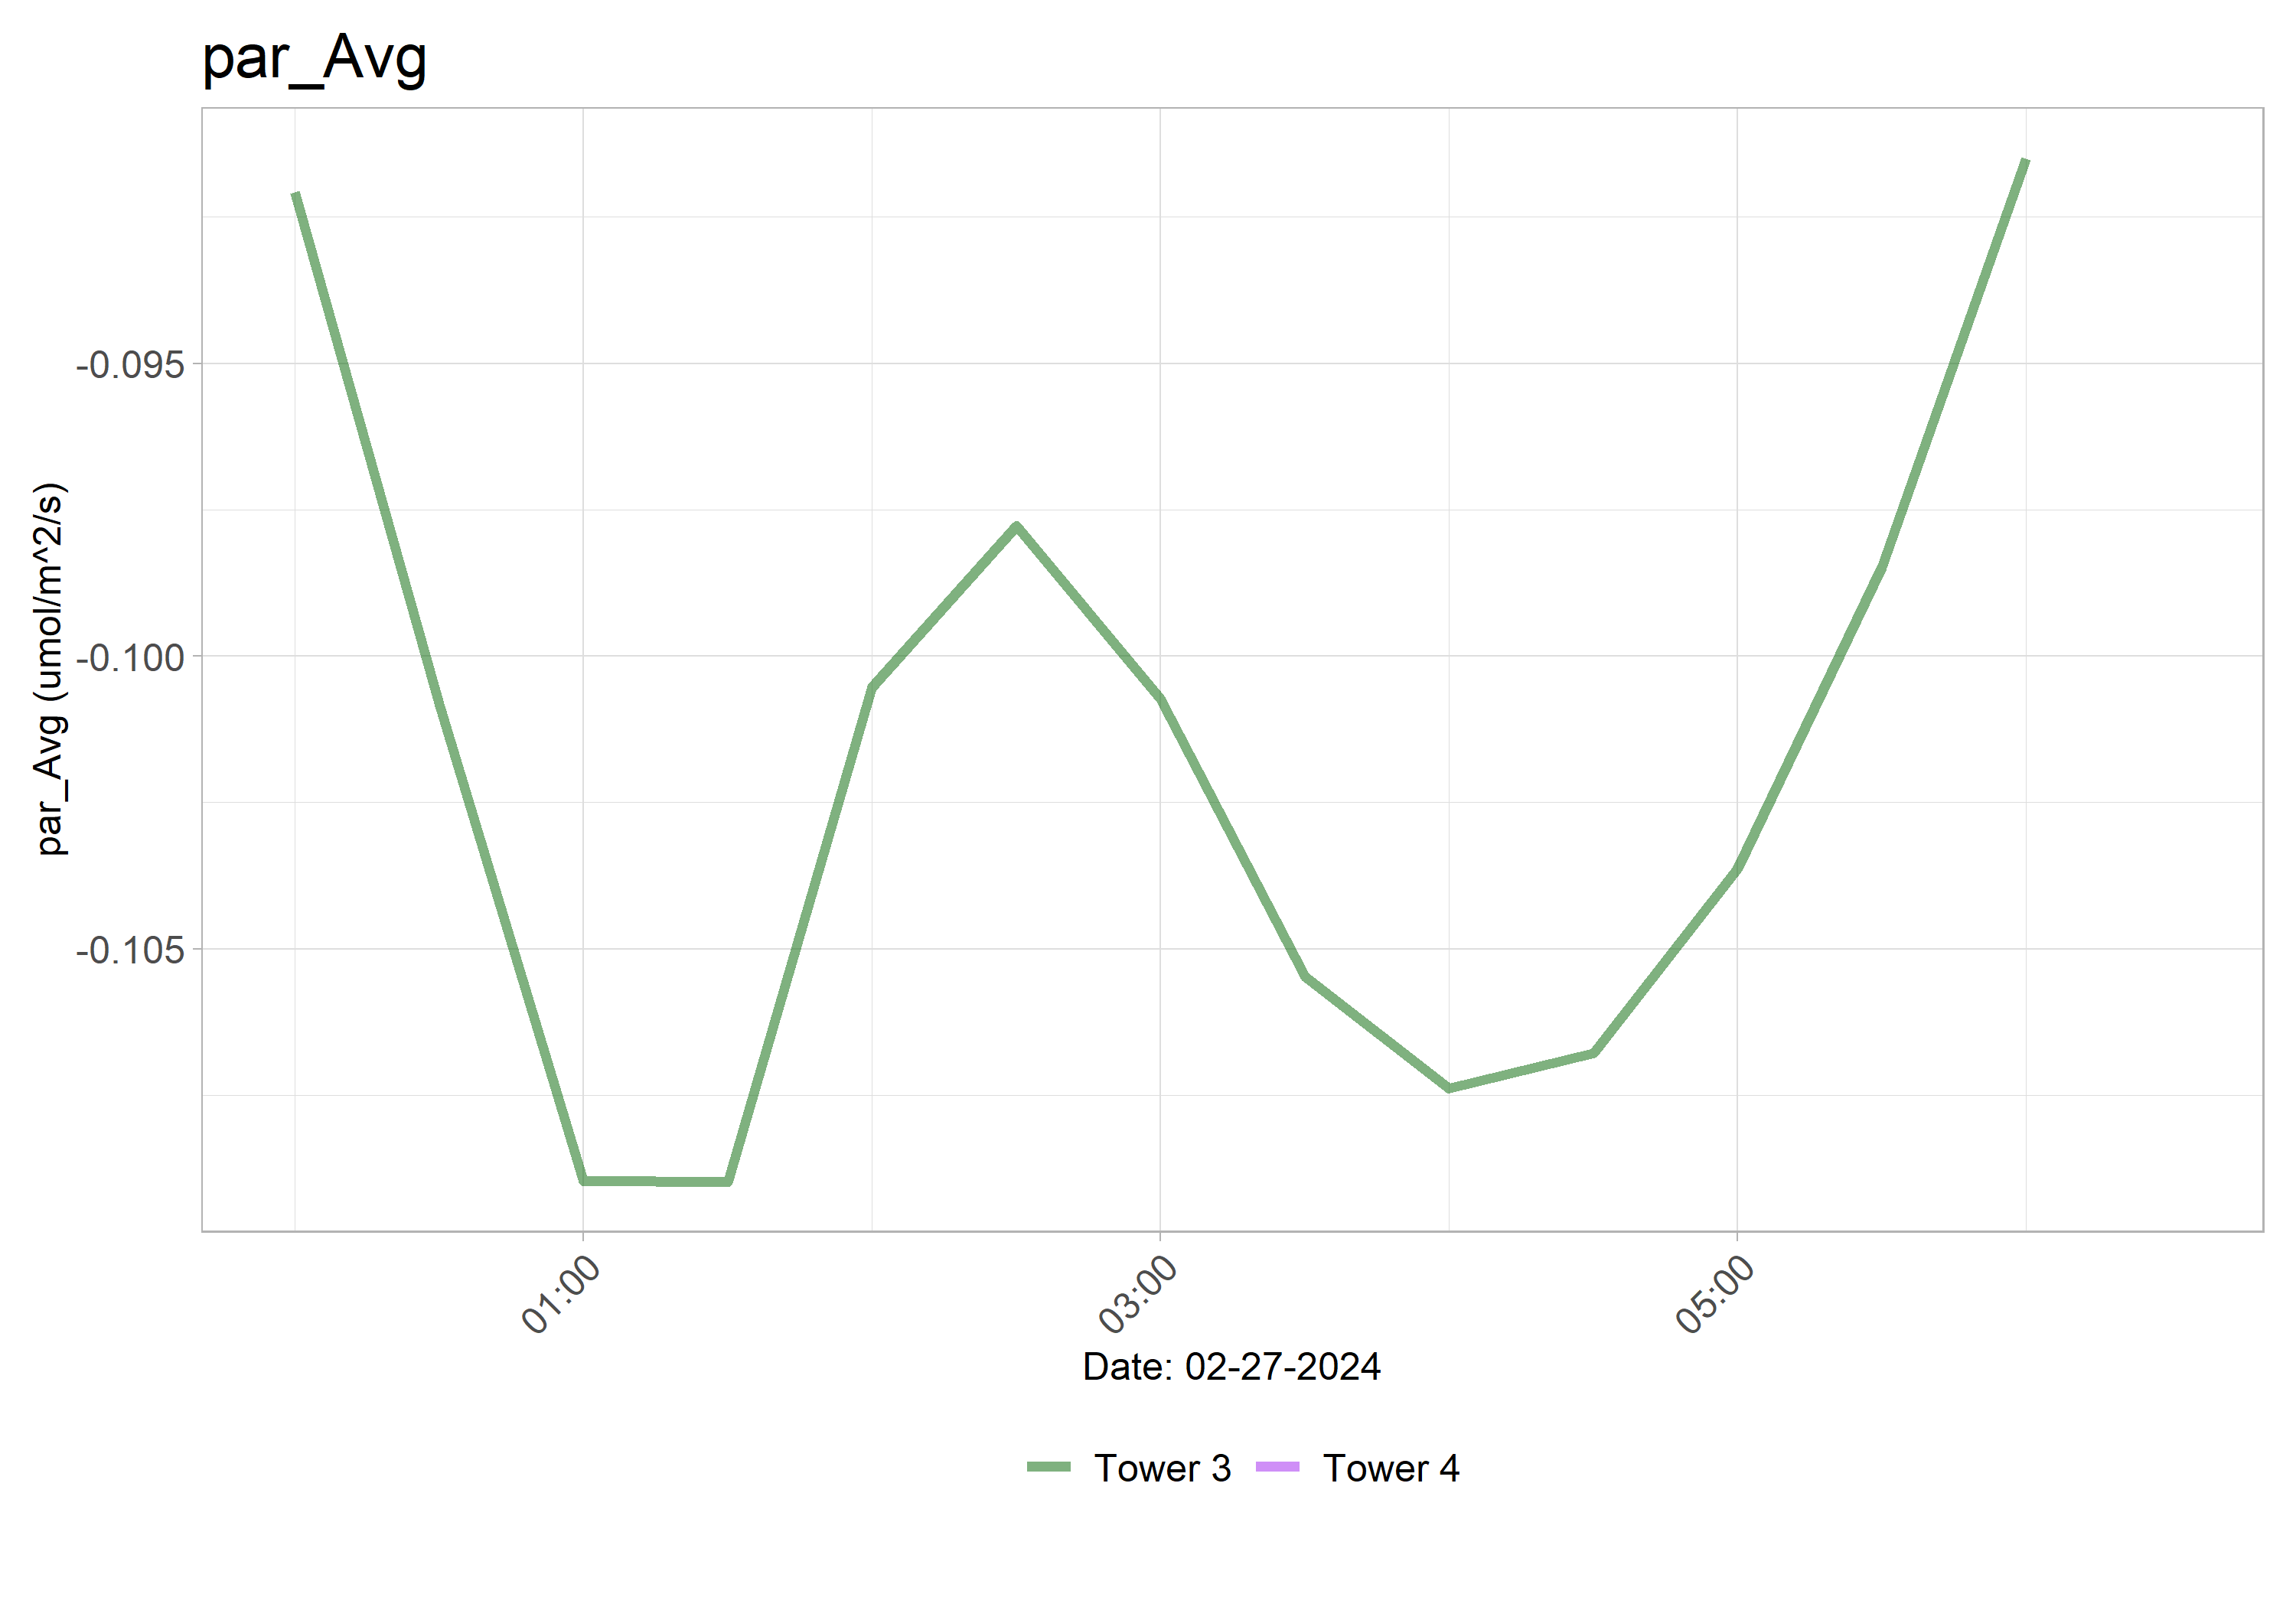 par_Avg
par_Avg (umol/m^2/s)
-0.095
-0.100
-0.105
01:00
03:00
05:00
Date: 02-27-2024
Tower 3
Tower 4